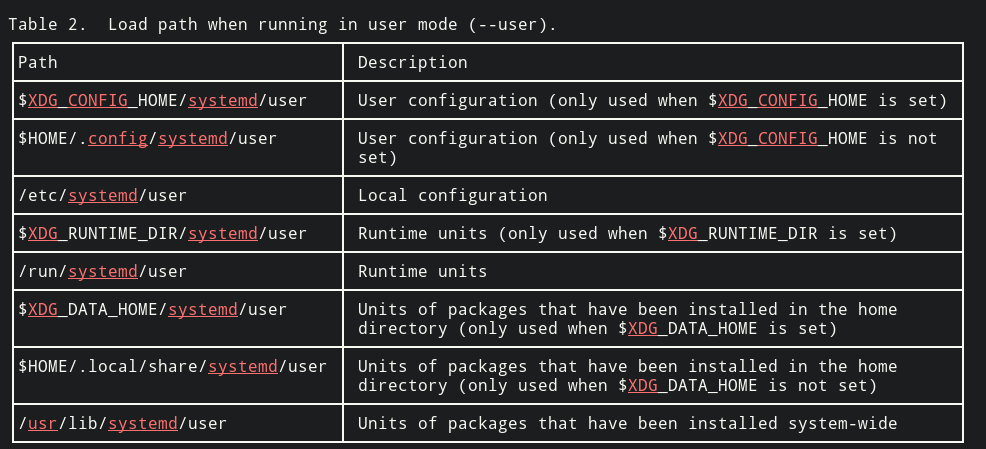 Table 2.  Load path when running in user mode (--user).
Path
Description
$XDG_CONFIG_HOME/systemd/user
User configuration (only used when $XDG_CONFIG_HOME is set)
$HOME/.config/systemd/user
User configuration (only used when $XDG_CONFIG_HOME is not
set)
/etc/systemd/user
Local configuration
$XDG_RUNTIME_DIR/systemd/user
Runtime units (only used when $XDG_RUNTIME_DIR is set)
/run/systemd/user
Runtime units
$XDG_DATA_HOME/systemd/user
Units of packages that have been installed in the home
directory (only used when $XDG_DATA_HOME is set)
$HOME/.local/share/systemd/user
Units of packages that have been installed in the home
directory (only used when $XDG_DATA_HOME is not set)
/usr/lib/systemd/user
Units of packages that have been installed system-wide